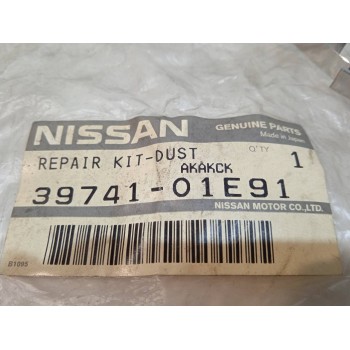 NISSAN GENUINE PARTS
Made in Japan
REPAIR KIT-DUST Q'TY 1
AKAKCK
39741-01E91
NISSAN MOTOR CO.,LTD.
B1095